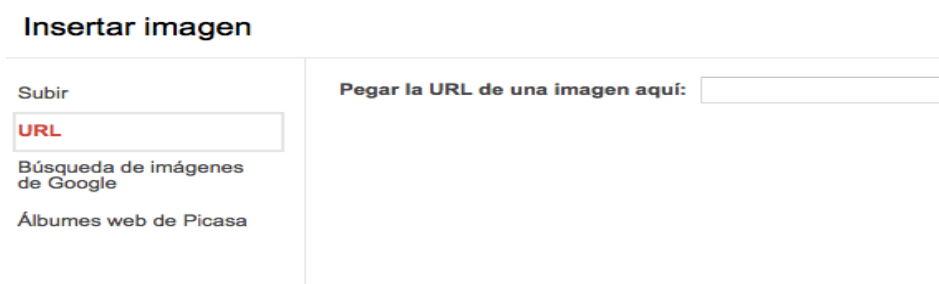 Insertar imagen
Subir
URL
Búsqueda de imágenes
de Google
Álbumes web de Picasa
Pegar la URL de una imagen aquí: